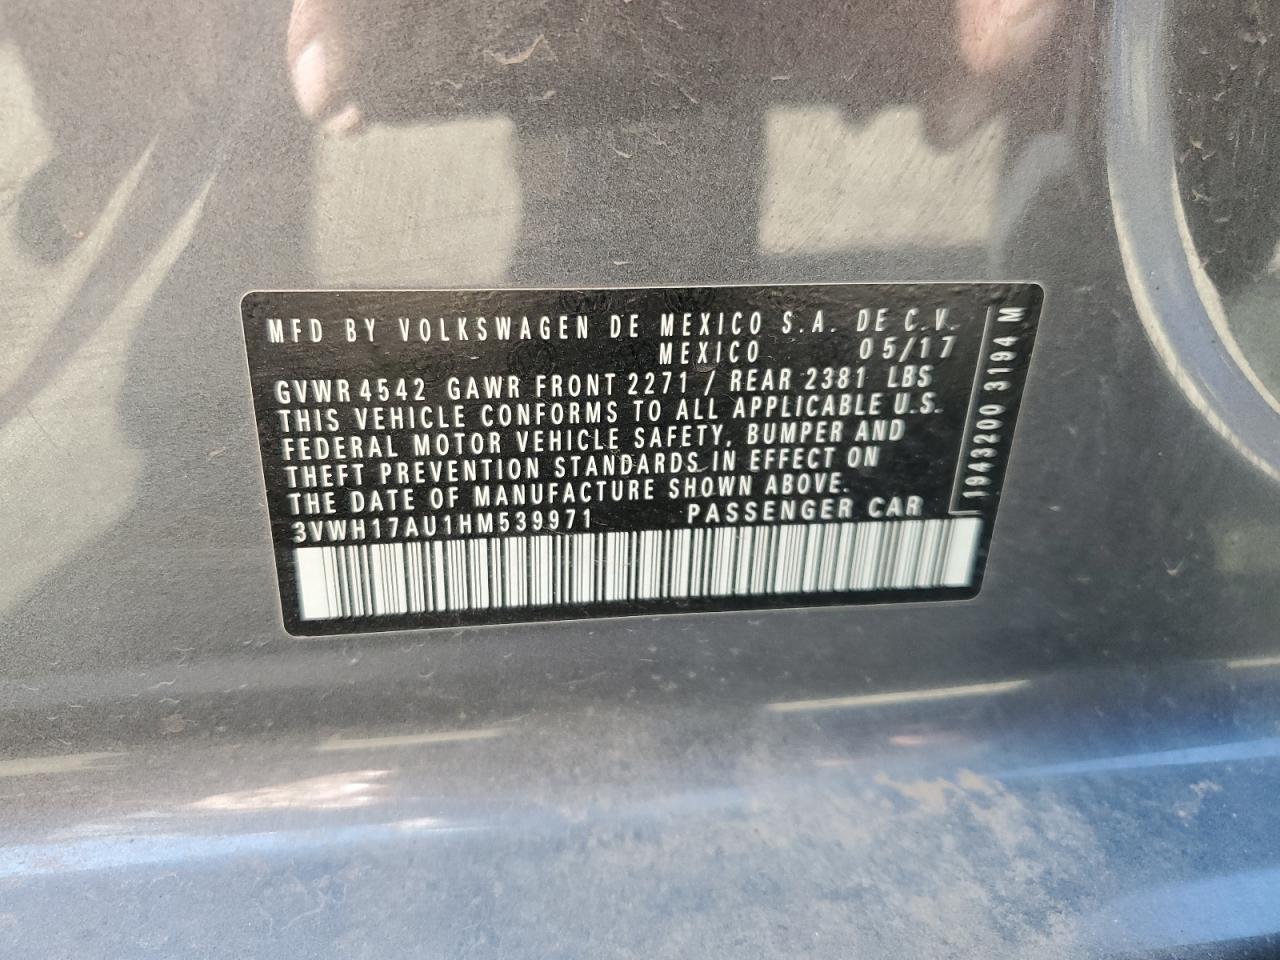 MFD BY VOLKSWAGEN DE MEXICO S.A. DE C.V.
MEXICO 05/17
GVWR 4542 GAWR FRONT 2271 / REAR 2381 LBS
THIS VEHICLE CONFORMS TO ALL APPLICABLE U.S.
FEDERAL MOTOR VEHICLE SAFETY, BUMPER AND
THEFT PREVENTION STANDARDS IN EFFECT ON
THE DATE OF MANUFACTURE SHOWN ABOVE.
3VWH17AU1HM539971 PASSENGER CAR
1943200 3194 M